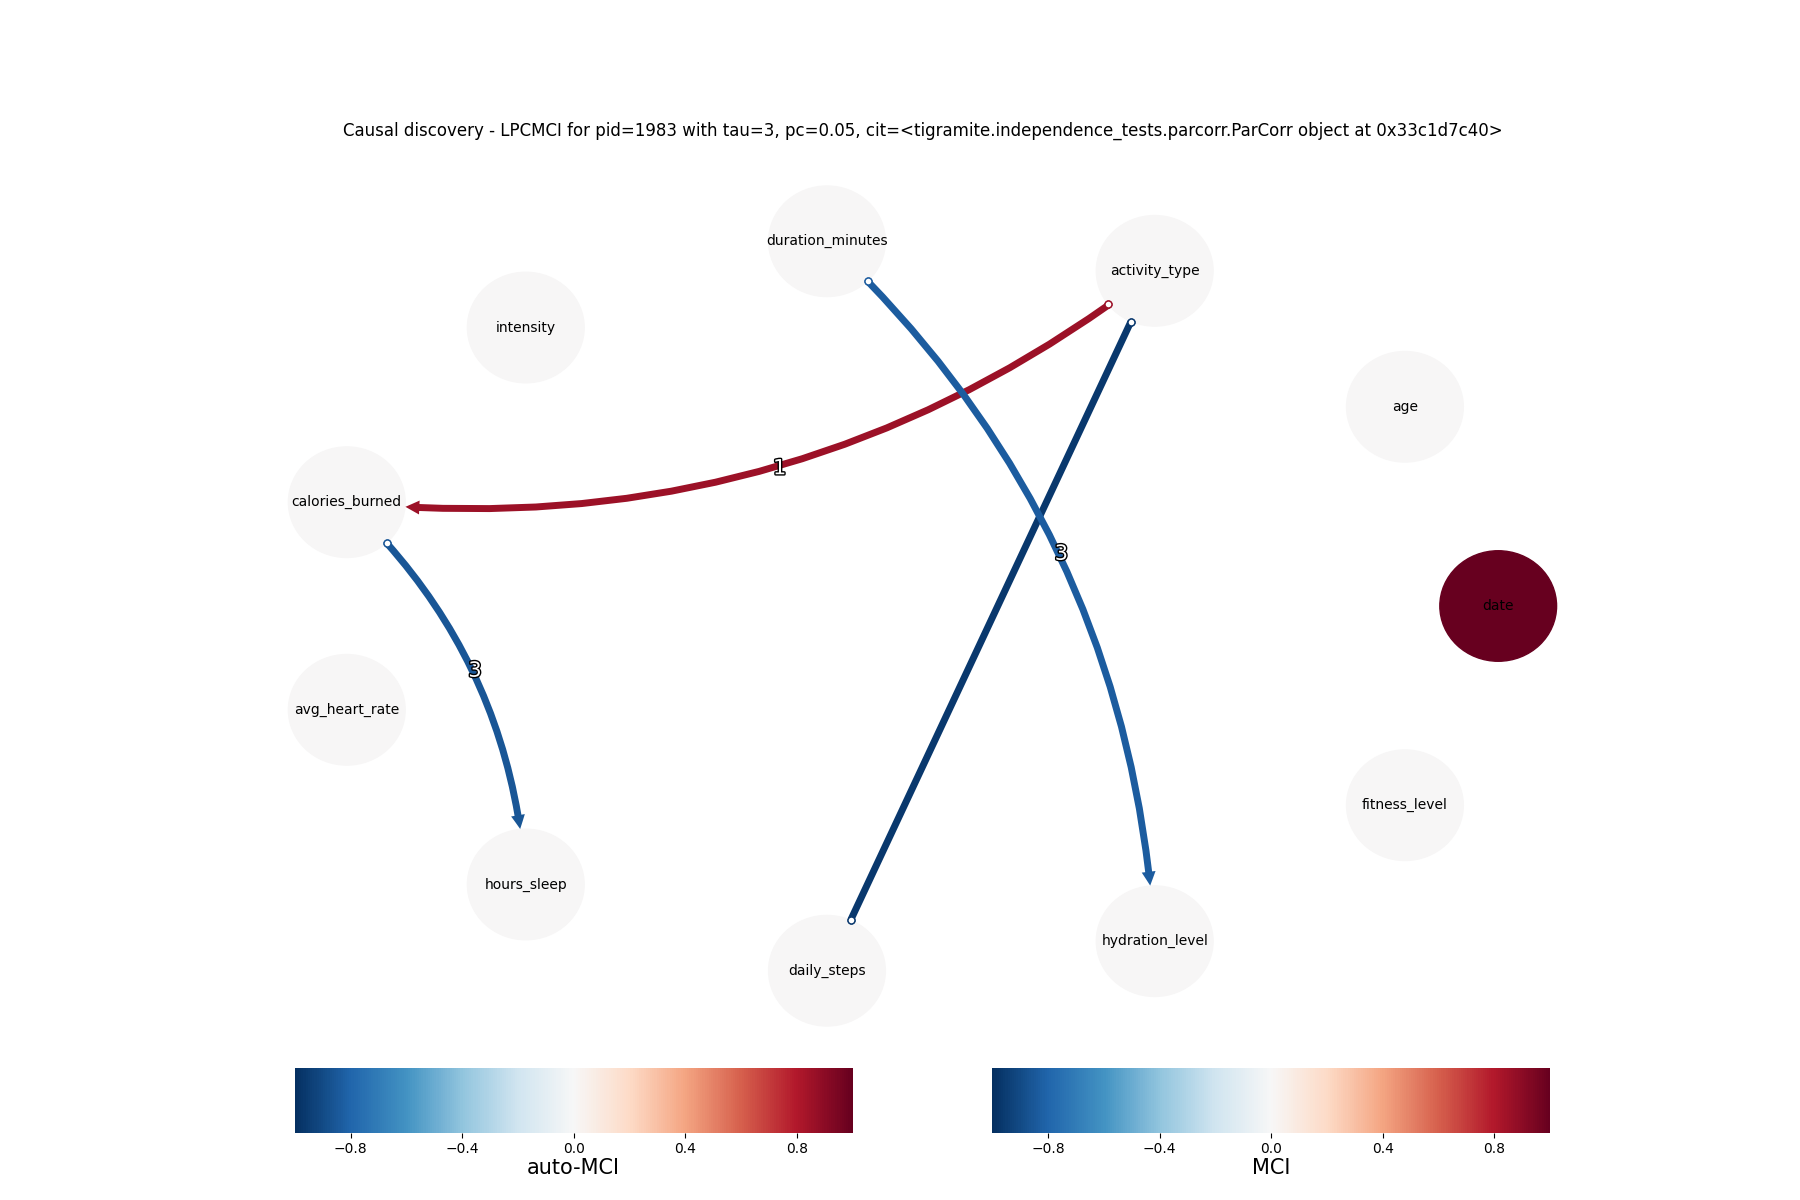 Causal discovery - LPCMCI for pid=1983 with tau=3, pc=0.05, cit=<tigramite.independence_tests.parcorr.ParCorr object at 0x33c1d7c40>
duration_minutes
activity_type
intensity
age
1
calories_burned
3
date
3
avg_heart_rate
fitness_level
hours_sleep
hydration_level
daily_steps
−0.8 −0.4 0.0 0.4 0.8
auto-MCI
−0.8 −0.4 0.0 0.4 0.8
MCI